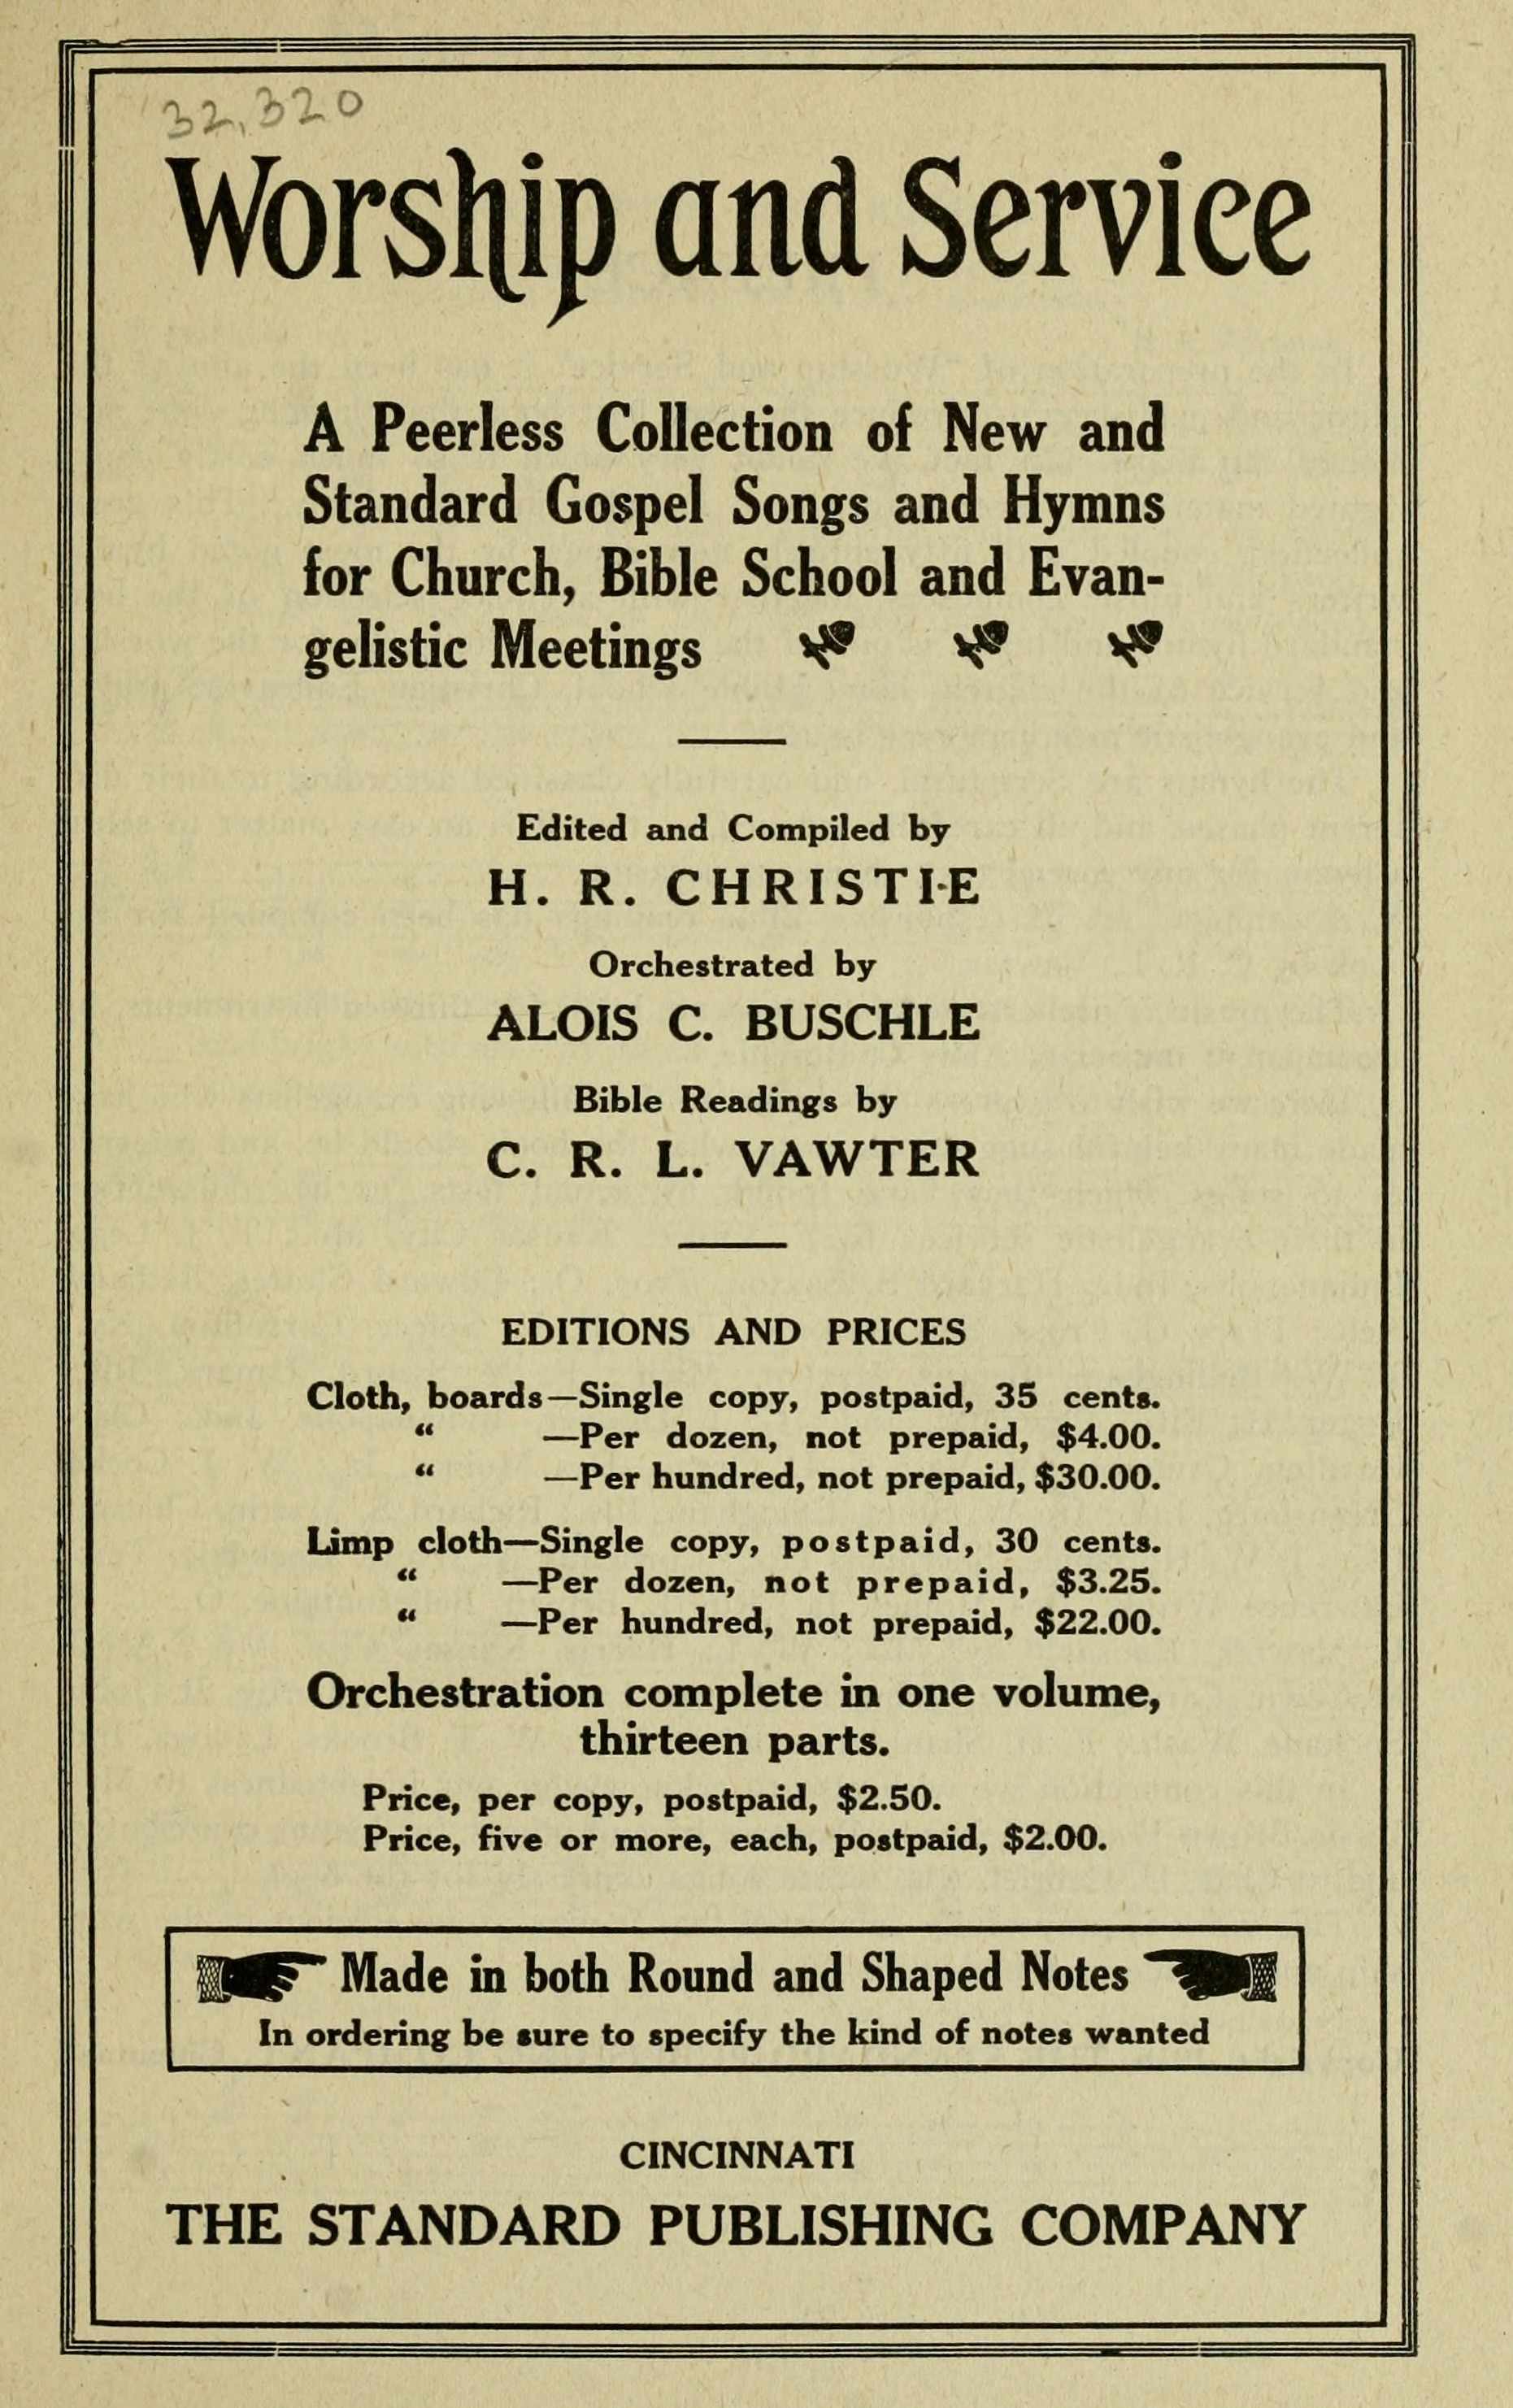 32,320
Worship and Service
A Peerless Collection of New and
Standard Gospel Songs and Hymns
for Church, Bible School and Evan-
gelistic Meetings
Edited and Compiled by
H. R. CHRISTIE
Orchestrated by
ALOIS C. BUSCHLE
Bible Readings by
C. R. L. VAWTER
EDITIONS AND PRICES
Cloth, boards—Single copy, postpaid, 35 cents.
“ —Per dozen, not prepaid, $4.00.
“ —Per hundred, not prepaid, $30.00.
Limp cloth—Single copy, postpaid, 30 cents.
“ —Per dozen, not prepaid, $3.25.
“ —Per hundred, not prepaid, $22.00.
Orchestration complete in one volume,
thirteen parts.
Price, per copy, postpaid, $2.50.
Price, five or more, each, postpaid, $2.00.
Made in both Round and Shaped Notes
In ordering be sure to specify the kind of notes wanted
CINCINNATI
THE STANDARD PUBLISHING COMPANY